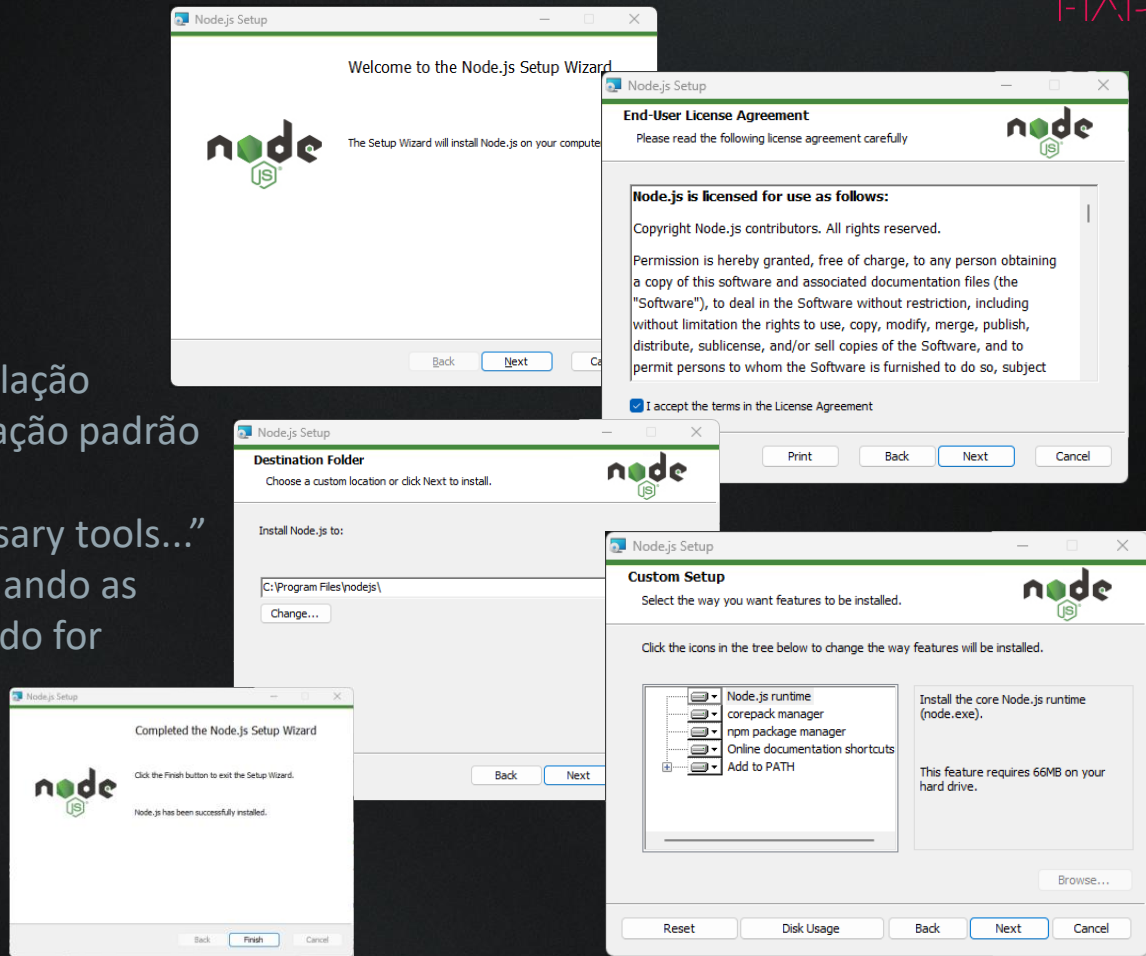 Node.js Setup
Welcome to the Node.js Setup Wizard
node
JS
The Setup Wizard will install Node.js on your computer
Back
Next
Node.js Setup
End-User License Agreement
Please read the following license agreement carefully
node
JS
Node.js is licensed for use as follows:
Copyright Node.js contributors. All rights reserved.
Permission is hereby granted, free of charge, to any person obtaining
a copy of this software and associated documentation files (the
"Software"), to deal in the Software without restriction, including
without limitation the rights to use, copy, modify, merge, publish,
distribute, sublicense, and/or sell copies of the Software, and to
permit persons to whom the Software is furnished to do so, subject
I accept the terms in the License Agreement
Print
Back
Next
Cancel
lação
ação padrão
sary tools...”
ando as
do for
Node.js Setup
Destination Folder
Choose a custom location or click Next to install.
node
JS
Install Node.js to:
C:\Program Files\nodejs\
Change...
Back
Next
Node.js Setup
Custom Setup
Select the way you want features to be installed.
node
JS
Click the icons in the tree below to change the way features will be installed.
Node.js runtime
corepack manager
npm package manager
Online documentation shortcuts
Add to PATH
Install the core Node.js runtime
(node.exe).
This feature requires 66MB on your
hard drive.
Browse...
Reset
Disk Usage
Back
Next
Cancel
Node.js Setup
Completed the Node.js Setup Wizard
node
JS
Click the Finish button to exit the Setup Wizard.
Node.js has been successfully installed.
Back
Finish
Cancel